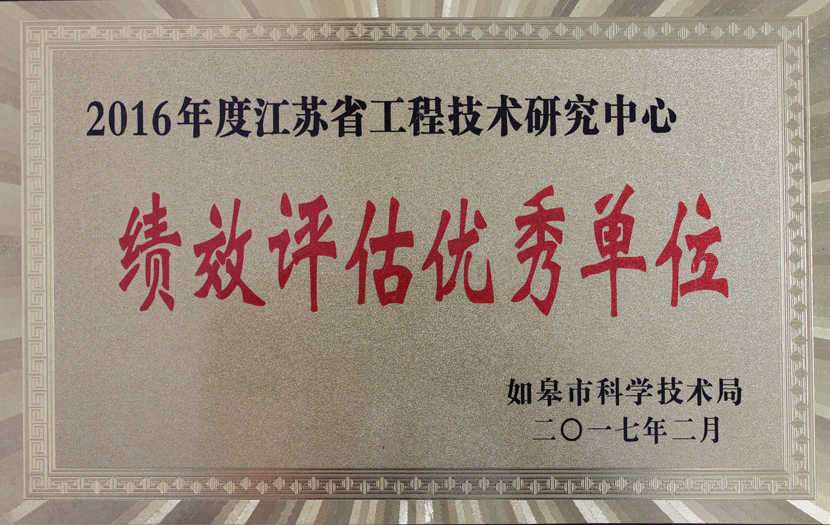 2016年度江苏省工程技术研究中心
绩效评估优秀单位
如皋市科学技术局
二〇一七年二月